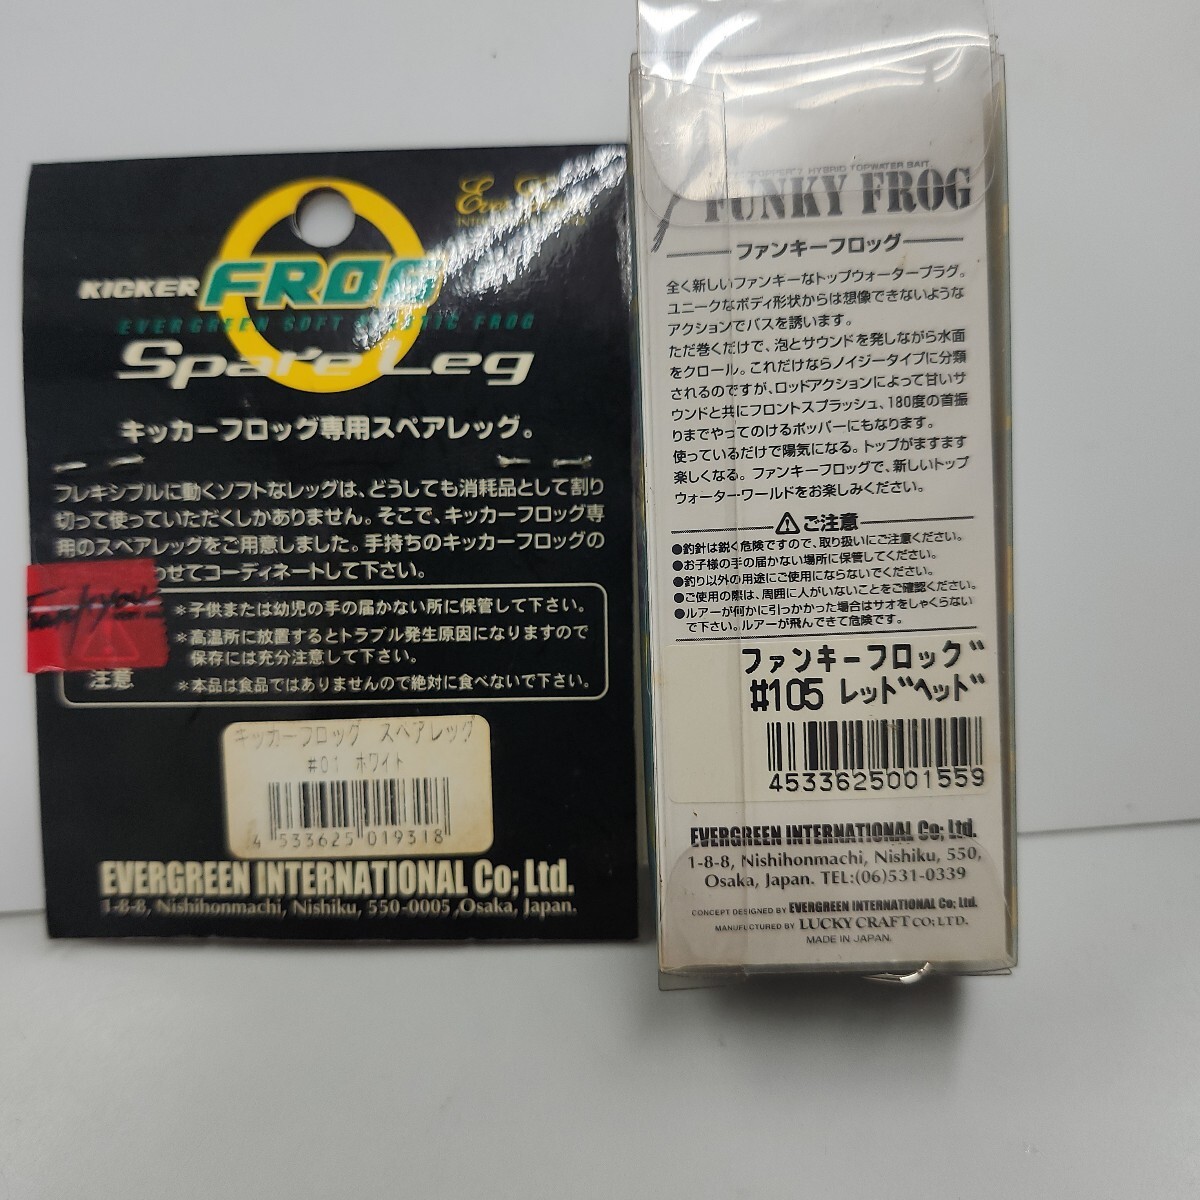 KICKER FROG
EVERGREEN SOFT FROG
Spare Leg
キッカーフロッグ専用スペアレッグ。
フレキシブルに動くソフトなレッグは、どうしても消耗品として割り
切って使っていただくしかありません。そこで、キッカーフロッグ専
用のスペアレッグをご用意しました。手持ちのキッカーフロッグの
わせてコーディネートして下さい。
注意
*子供または幼児の手の届かない所に保管して下さい。
*高温所に放置するとトラブル発生原因になりますので
保存には充分注意して下さい。
*本品は食品ではありませんので絶対に食べないで下さい。
キッカーフロッグ スペアレッグ
#01 ホワイト
4 533625 019318
EVERGREEN INTERNATIONAL Co; Ltd.
1-8-8, Nishihonmachi, Nishiku, 550-0005 ,Osaka, Japan.
HYBRID TOPWATER BAIT
FUNKY FROG
ファンキーフロッグ
全く新しいファンキーなトップウォータープラグ。
ユニークなボディ形状からは想像できないような
アクションでバスを誘います。
ただ巻くだけで、泡とサウンドを発しながら水面
をクロール。これだけならノイジータイプに分類
されるのですが、ロッドアクションによって甘いサ
ウンドと共にフロントスプラッシュ、180度の首振
りまでやってのけるポッパーにもなります。
使っているだけで陽気になる。トップがますます
楽しくなる。ファンキーフロッグで、新しいトップ
ウォーター・ワールドをお楽しみください。
ご注意
●釣針は鋭く危険ですので、取り扱いにご注意ください。
●お子様の手の届かない場所に保管してください。
●釣り以外の用途にご使用にならないでください。
●ご使用の際は、周囲に人がいないことをご確認ください。
●ルアーが何かに引っかかった場合はサオをしゃくらない
で下さい。ルアーが飛んできて危険です。
ファンキーフロッグ
#105 レッドヘッド
4533625001559
EVERGREEN INTERNATIONAL Co; Ltd.
1-8-8, Nishihonmachi, Nishiku, 550,
Osaka, Japan. TEL:(06)531-0339
CONCEPT DESIGNED BY EVERGREEN INTERNATIONAL Co; Ltd.
MANUFUCTURED BY LUCKY CRAFT CO; LTD.
MADE IN JAPAN.